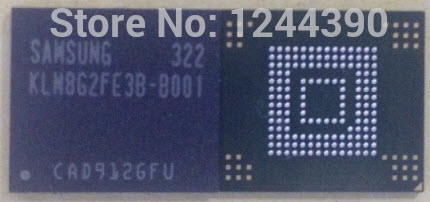 Store No: 1244390
SAMSUNG 322
KLM8G2FE3B-B001
CAD9126FU